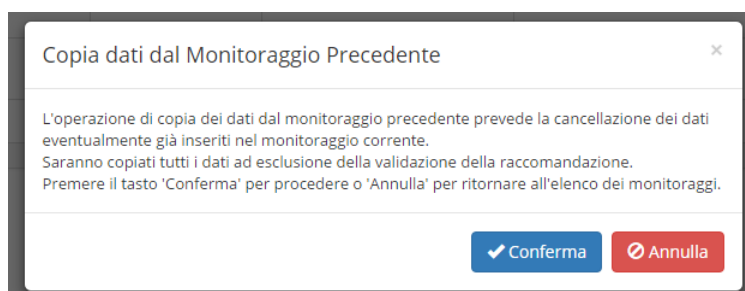 Copia dati dal Monitoraggio Precedente
×
L'operazione di copia dei dati dal monitoraggio precedente prevede la cancellazione dei dati
eventualmente già inseriti nel monitoraggio corrente.
Saranno copiati tutti i dati ad esclusione della validazione della raccomandazione.
Premere il tasto 'Conferma' per procedere o 'Annulla' per ritornare all'elenco dei monitoraggi.
Conferma
Annulla